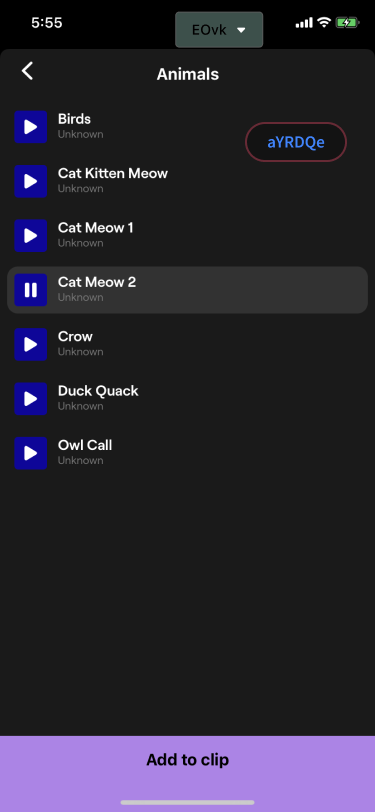 5:55
EOvk
Animals
Birds
Unknown
aYRDQe
Cat Kitten Meow
Unknown
Cat Meow 1
Unknown
Cat Meow 2
Unknown
Crow
Unknown
Duck Quack
Unknown
Owl Call
Unknown
Add to clip